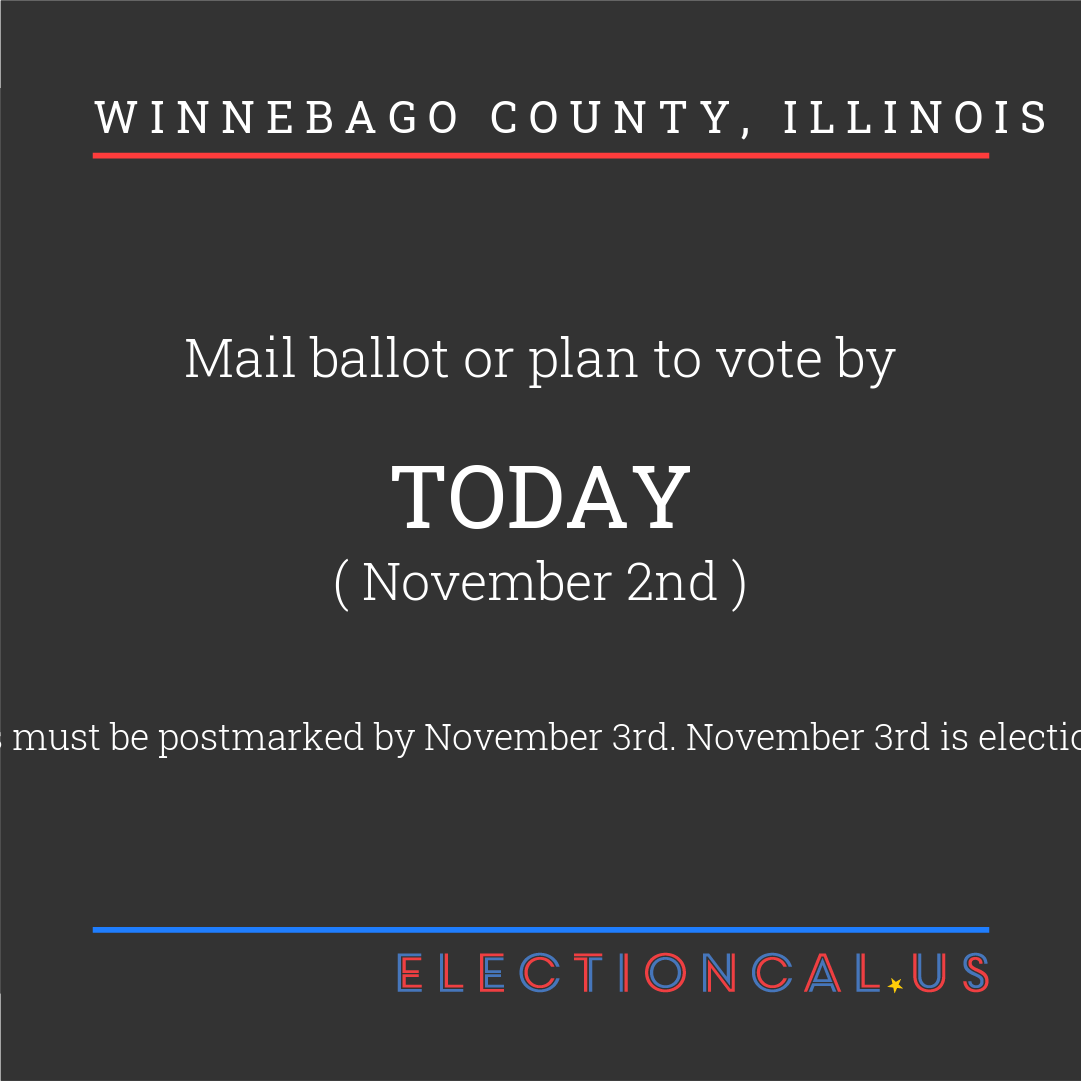 WINNEBAGO COUNTY, ILLINOIS
Mail ballot or plan to vote by
TODAY
( November 2nd )
must be postmarked by November 3rd. November 3rd is
ELECTIONCAL.US